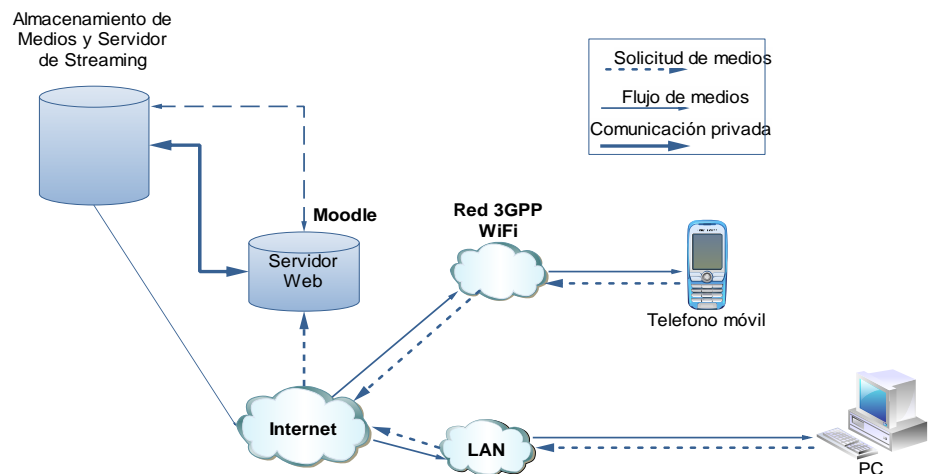 Almacenamiento de
Medios y Servidor
de Streaming
Solicitud de medios
Flujo de medios
Comunicación privada
Moodle
Servidor
Web
Red 3GPP
WiFi
Telefono móvil
Internet
LAN
PC